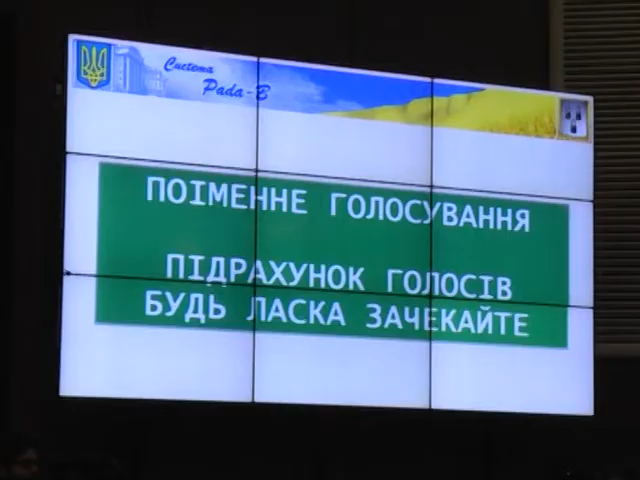 Система
Рада-В
ПОІМЕННЕ ГОЛОСУВАННЯ
ПІДРАХУНОК ГОЛОСІВ
БУДЬ ЛАСКА ЗАЧЕКАЙТЕ